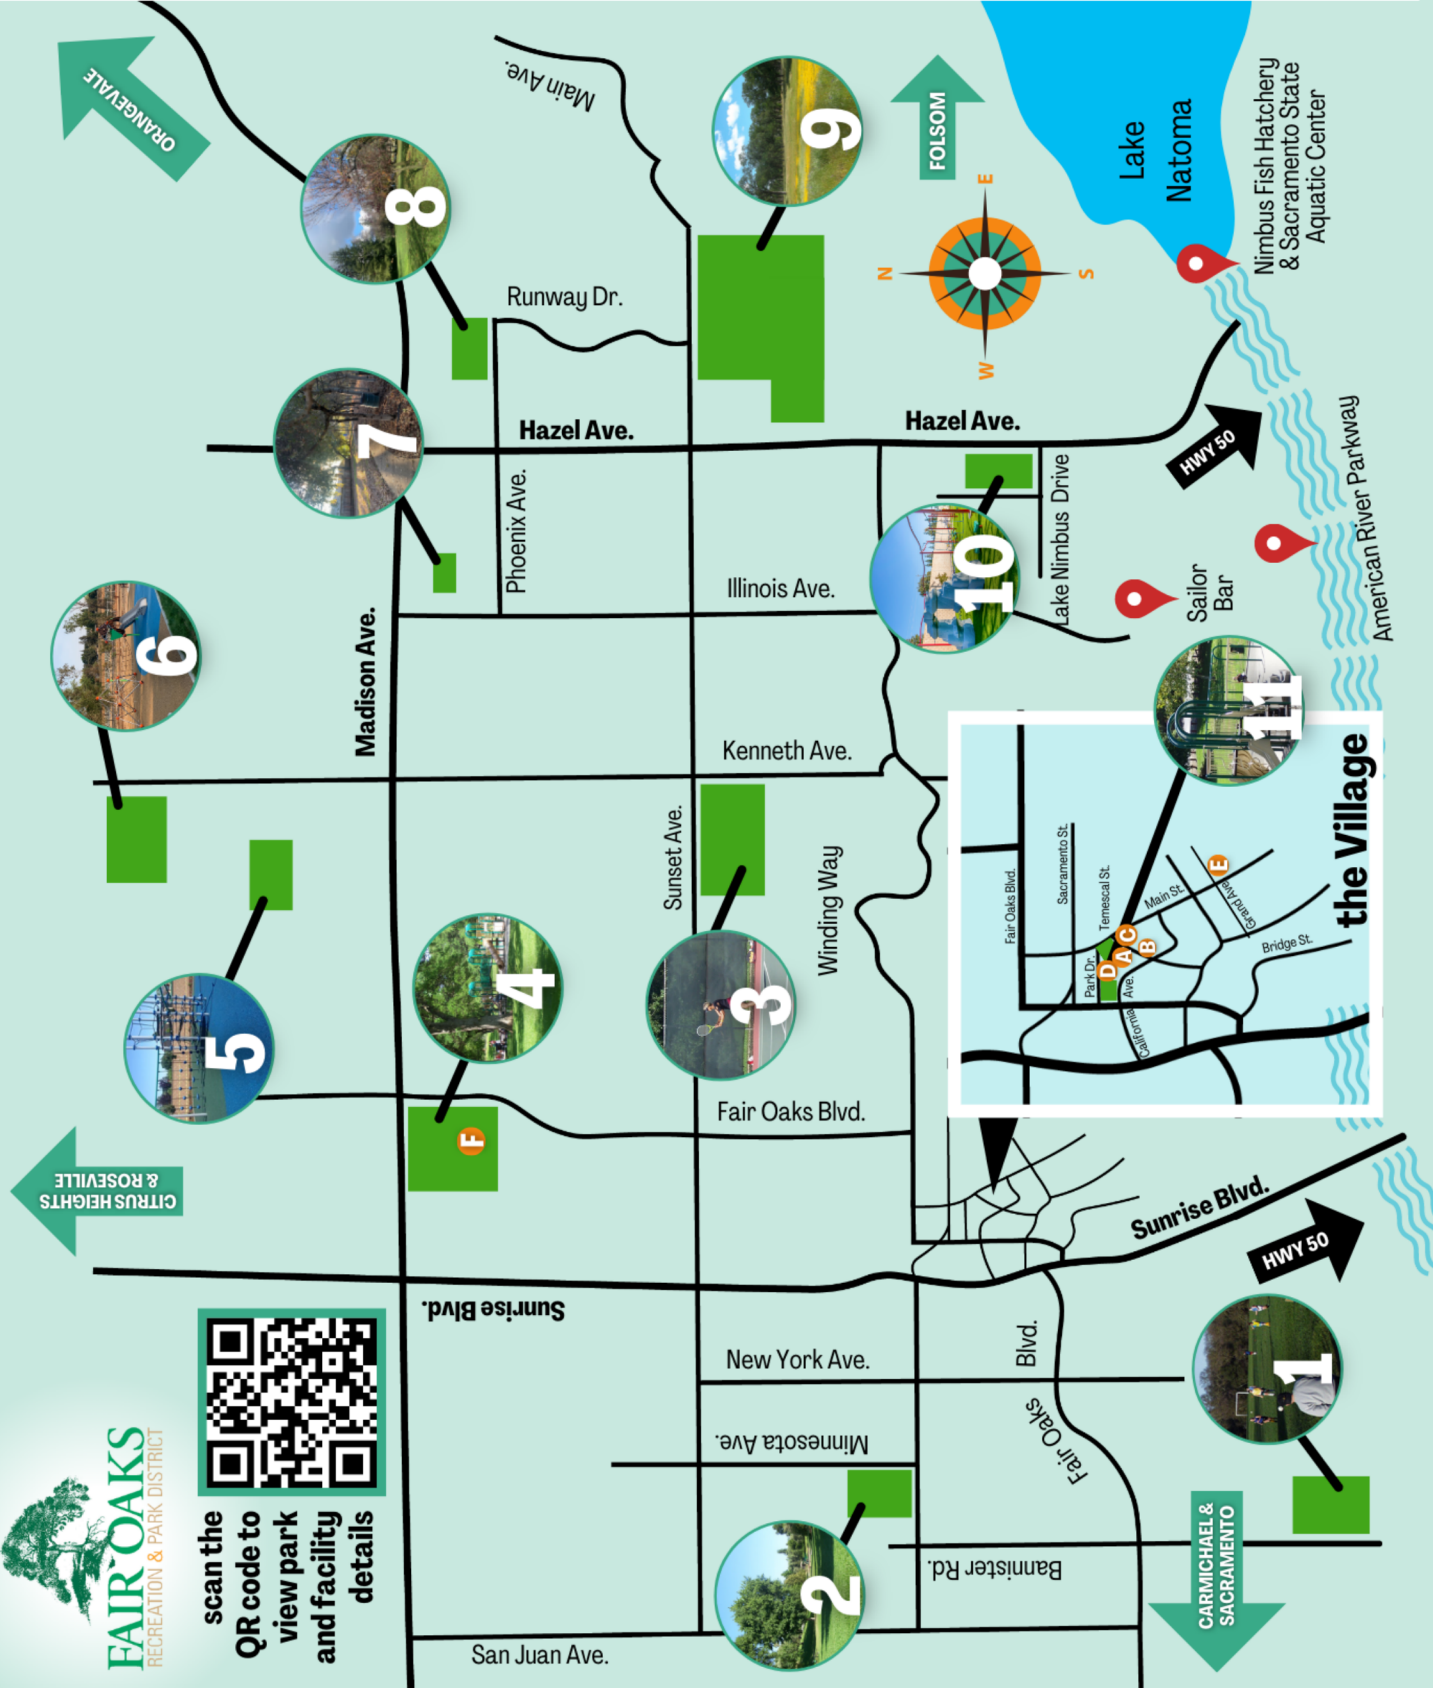 FAIR OAKS
RECREATION & PARK DISTRICT
scan the
QR code to
view park
and facility
details
CITRUS HEIGHTS
& ROSEVILLE
ORANGEVALE
FOLSOM
CARMICHAEL &
SACRAMENTO
HWY 50
HWY 50
N
E
S
W
Lake
Natoma
Nimbus Fish Hatchery
& Sacramento State
Aquatic Center
American River Parkway
Sailor
Bar
Madison Ave.
Hazel Ave.
Hazel Ave.
Sunrise Blvd.
Sunrise Blvd.
Main Ave.
Runway Dr.
Phoenix Ave.
Illinois Ave.
Kenneth Ave.
Sunset Ave.
Winding Way
Lake Nimbus Drive
Fair Oaks Blvd.
New York Ave.
Minnesota Ave.
Fair Oaks
Blvd.
Bannister Rd.
San Juan Ave.
1
2
3
4
F
5
6
7
8
9
10
11
the Village
Fair Oaks Blvd.
Sacramento St.
Temescal St.
Park Dr.
California
Ave.
Main St.
Grand Ave.
Bridge St.
A
B
C
D
E